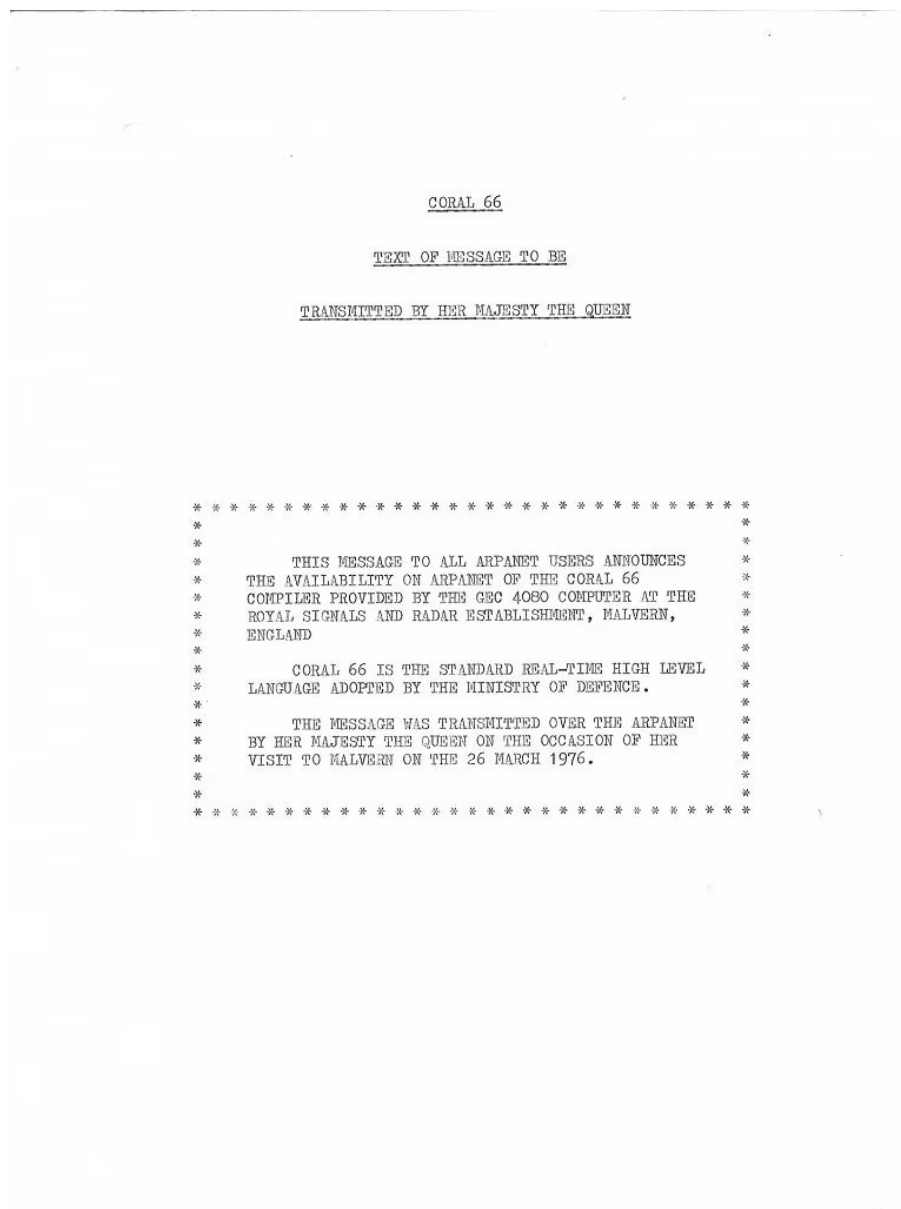 CORAL 66
TEXT OF MESSAGE TO BE
TRANSMITTED BY HER MAJESTY THE QUEEN
* * * * * * * * * * * * * * * * * * * * * * * * * * * * * * *
* *
* *
* THIS MESSAGE TO ALL ARPANET USERS ANNOUNCES *
* THE AVAILABILITY ON ARPANET OF THE CORAL 66 *
* COMPILER PROVIDED BY THE GEC 4080 COMPUTER AT THE *
* ROYAL SIGNALS AND RADAR ESTABLISHMENT, MALVERN, *
* ENGLAND *
* *
* CORAL 66 IS THE STANDARD REAL-TIME HIGH LEVEL *
* LANGUAGE ADOPTED BY THE MINISTRY OF DEFENCE. *
* *
* THE MESSAGE WAS TRANSMITTED OVER THE ARPANET *
* BY HER MAJESTY THE QUEEN ON THE OCCASION OF HER *
* VISIT TO MALVERN ON THE 26 MARCH 1976. *
* *
* *
* * * * * * * * * * * * * * * * * * * * * * * * * * * * * * *